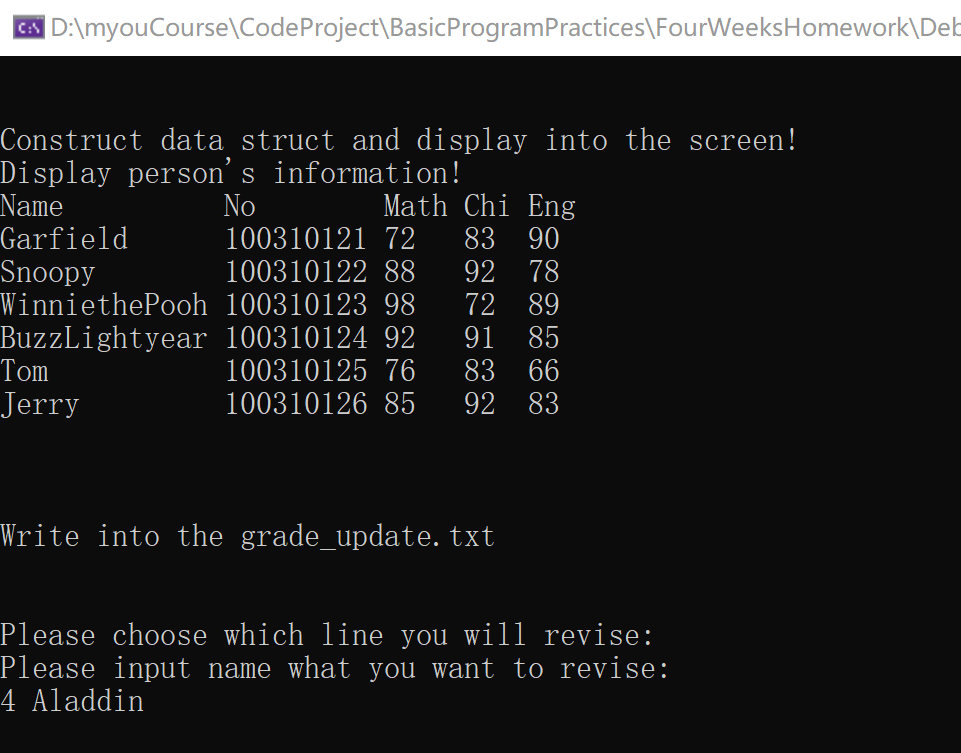 D:\myouCourse\CodeProject\BasicProgramPractices\FourWeeksHomework\Deb
Construct data struct and display into the screen!
Display person's information!
Name No Math Chi Eng
Garfield 100310121 72 83 90
Snoopy 100310122 88 92 78
WinniethePooh 100310123 98 72 89
BuzzLightyear 100310124 92 91 85
Tom 100310125 76 83 66
Jerry 100310126 85 92 83
Write into the grade_update.txt
Please choose which line you will revise:
Please input name what you want to revise:
4 Aladdin